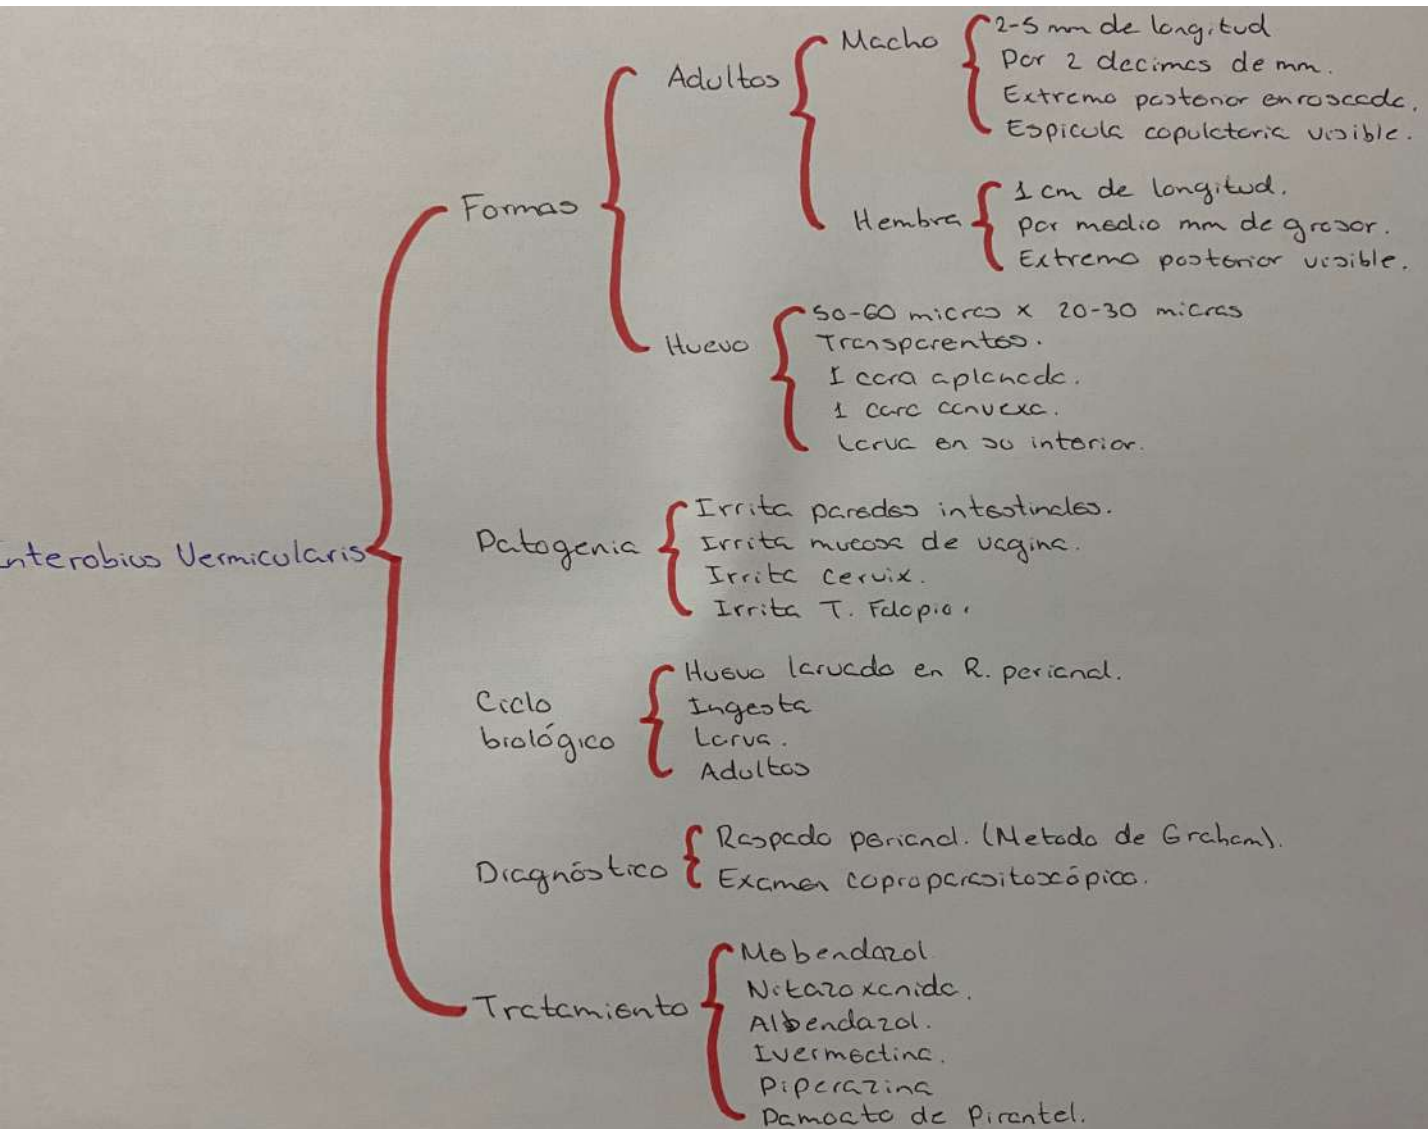 Enterobius Vermicularis
Formas
Adultos
Macho
2-5 mm de longitud
Por 2 decimas de mm.
Extremo posterior enroscada.
Espicula copulatoria visible.
Hembra
1 cm de longitud.
por medio mm de grosor.
Extremo posterior visible.
Huevo
50-60 micras x 20-30 micras
Transparentes.
1 cara aplanada.
1 cara convexa.
Larva en su interior.
Patogenia
Irrita paredes intestinales.
Irrita mucosa de vagina.
Irrita cervix.
Irrita T. Falopio.
Ciclo
biológico
Huevo larvado en R. perianal.
Ingesta
Larva.
Adultos
Diagnóstico
Raspado perianal. (Metodo de Graham).
Examen coproparasitoscópico.
Tratamiento
Mebendazol
Nitazoxanida.
Albendazol.
Ivermectina.
Piperazina
Pamoato de Pirantel.